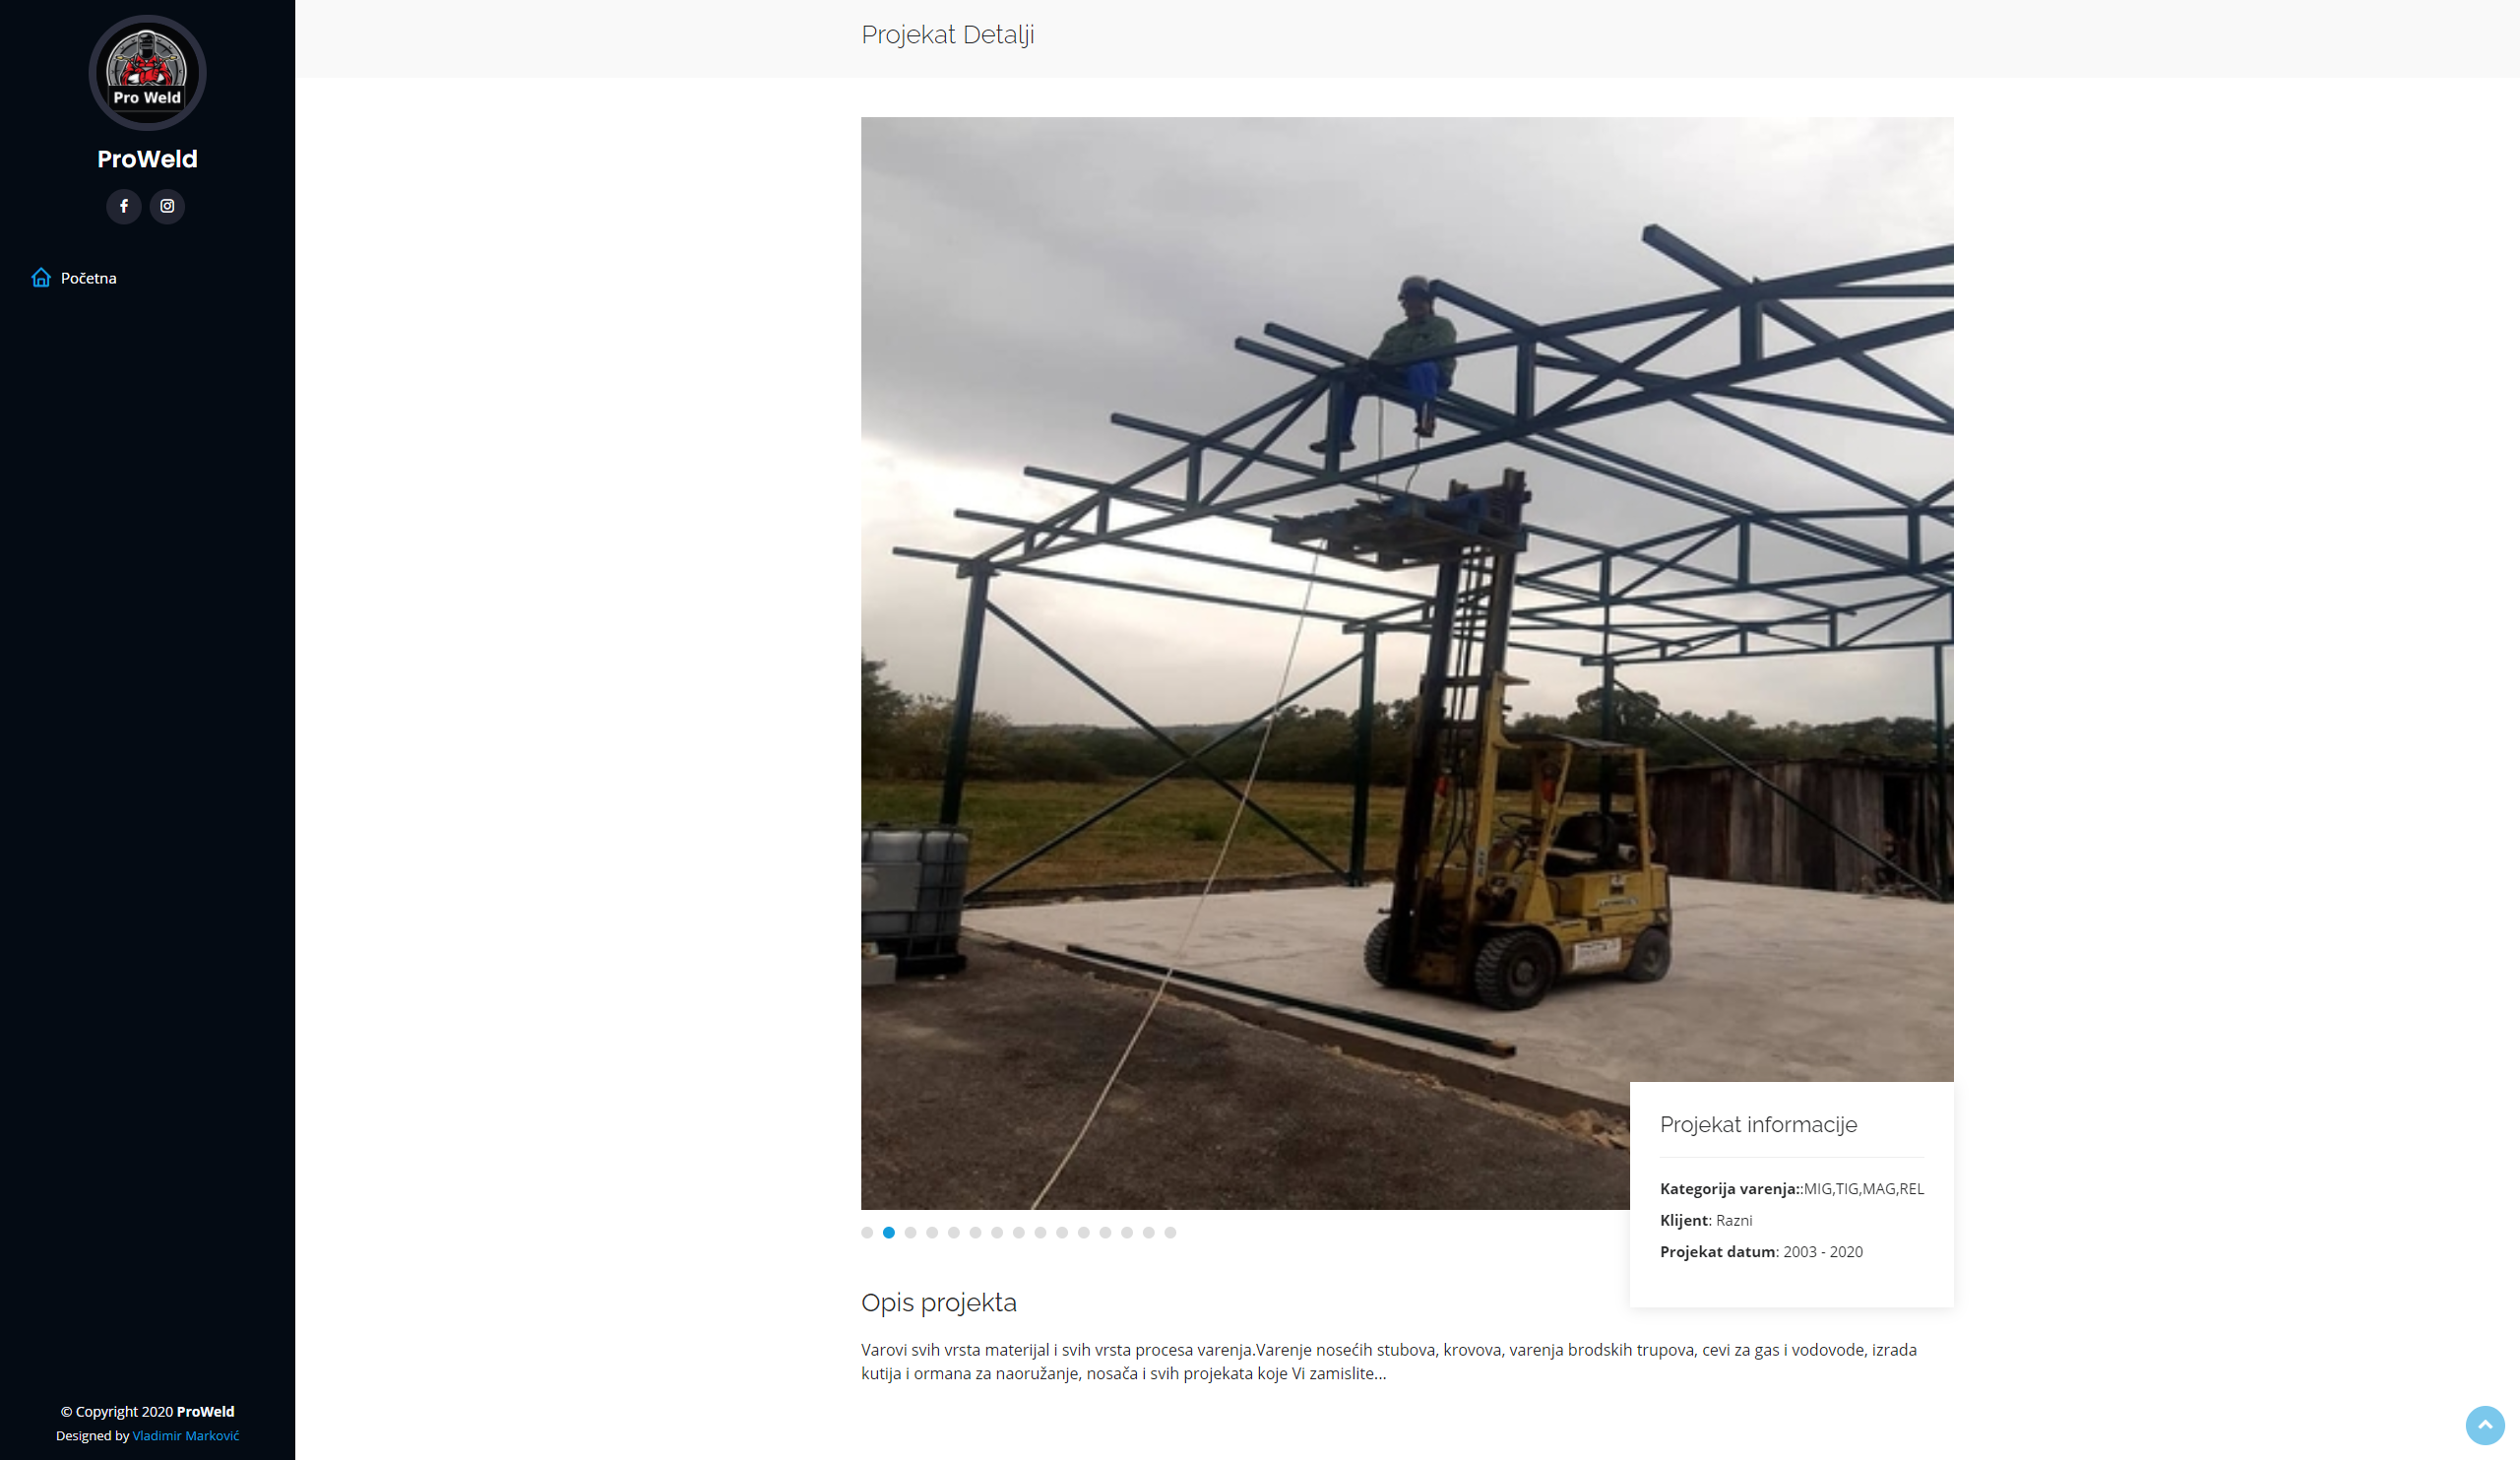 Pro Weld
ProWeld
Početna
© Copyright 2020 ProWeld
Designed by Vladimir Marković
Projekat Detalji
Projekat informacije
Kategorija varenja::MIG,TIG,MAG,REL
Klijent: Razni
Projekat datum: 2003 - 2020
Opis projekta
Varovi svih vrsta materijal i svih vrsta procesa varenja.Varenje nosećih stubova, krovova, varenja brodskih trupova, cevi za gas i vodovode, izrada
kutija i ormana za naoružanje, nosača i svih projekata koje Vi zamislite...